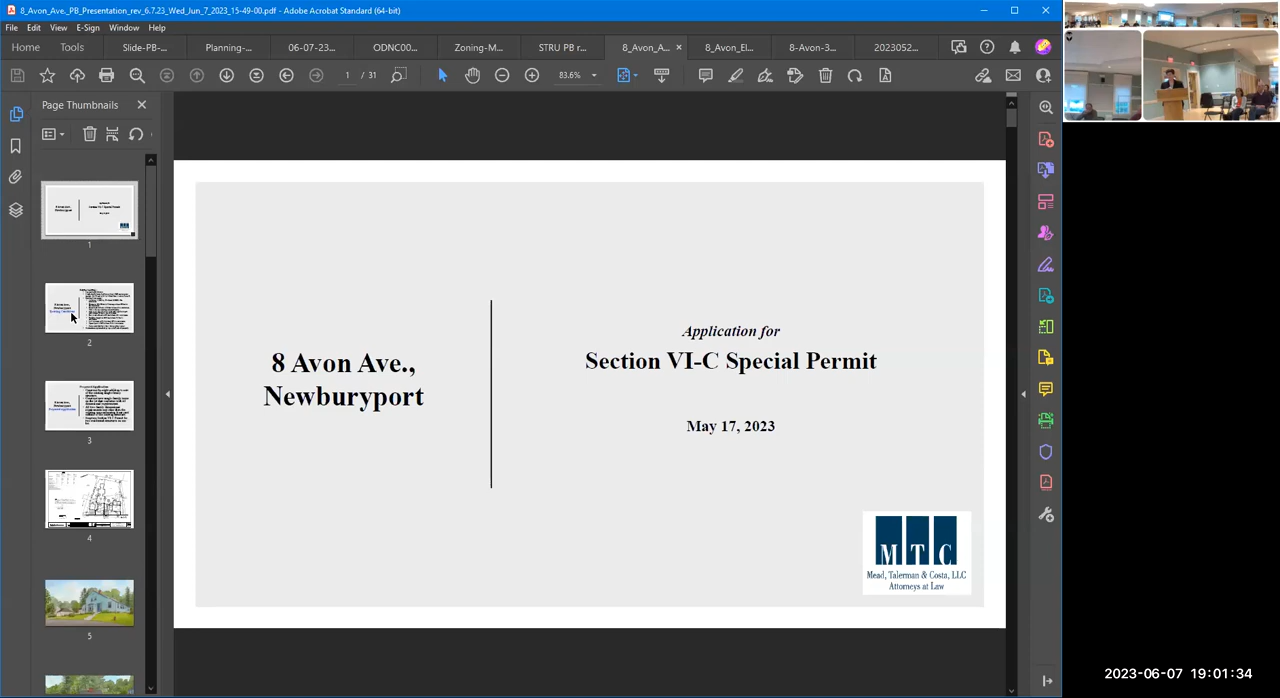 8_Avon_Ave._PB_Presentation_rev_6.7.23_Wed_Jun_7_2023_15-49-00.pdf - Adobe Acrobat Standard (64-bit)
File Edit View E-Sign Window Help
Home Tools Slide-PB-... Planning-... 06-07-23... ODNC00... Zoning-M... STRU PB r... 8_Avon_A... × 8_Avon_El... 8-Avon-3... 2023052...
1 / 31 83.6%
Page Thumbnails
1
2
3
4
5
8 Avon Ave.,
Newburyport
Application for
Section VI-C Special Permit
May 17, 2023
M T C
Mead, Talerman & Costa, LLC
Attorneys at Law
2023-06-07 19:01:34